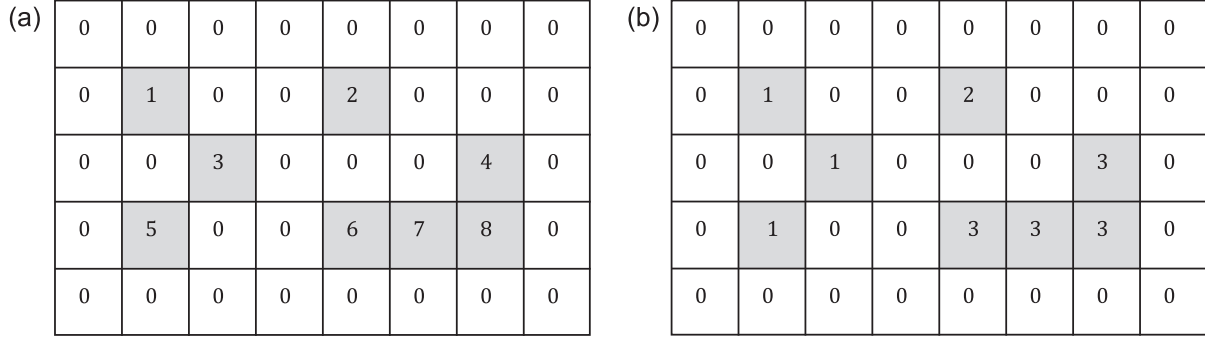 (a) 0 0 0 0 0 0 0 0
0 1 0 0 2 0 0 0
0 0 3 0 0 0 4 0
0 5 0 0 6 7 8 0
0 0 0 0 0 0 0 0
(b) 0 0 0 0 0 0 0 0
0 1 0 0 2 0 0 0
0 0 1 0 0 0 3 0
0 1 0 0 3 3 3 0
0 0 0 0 0 0 0 0